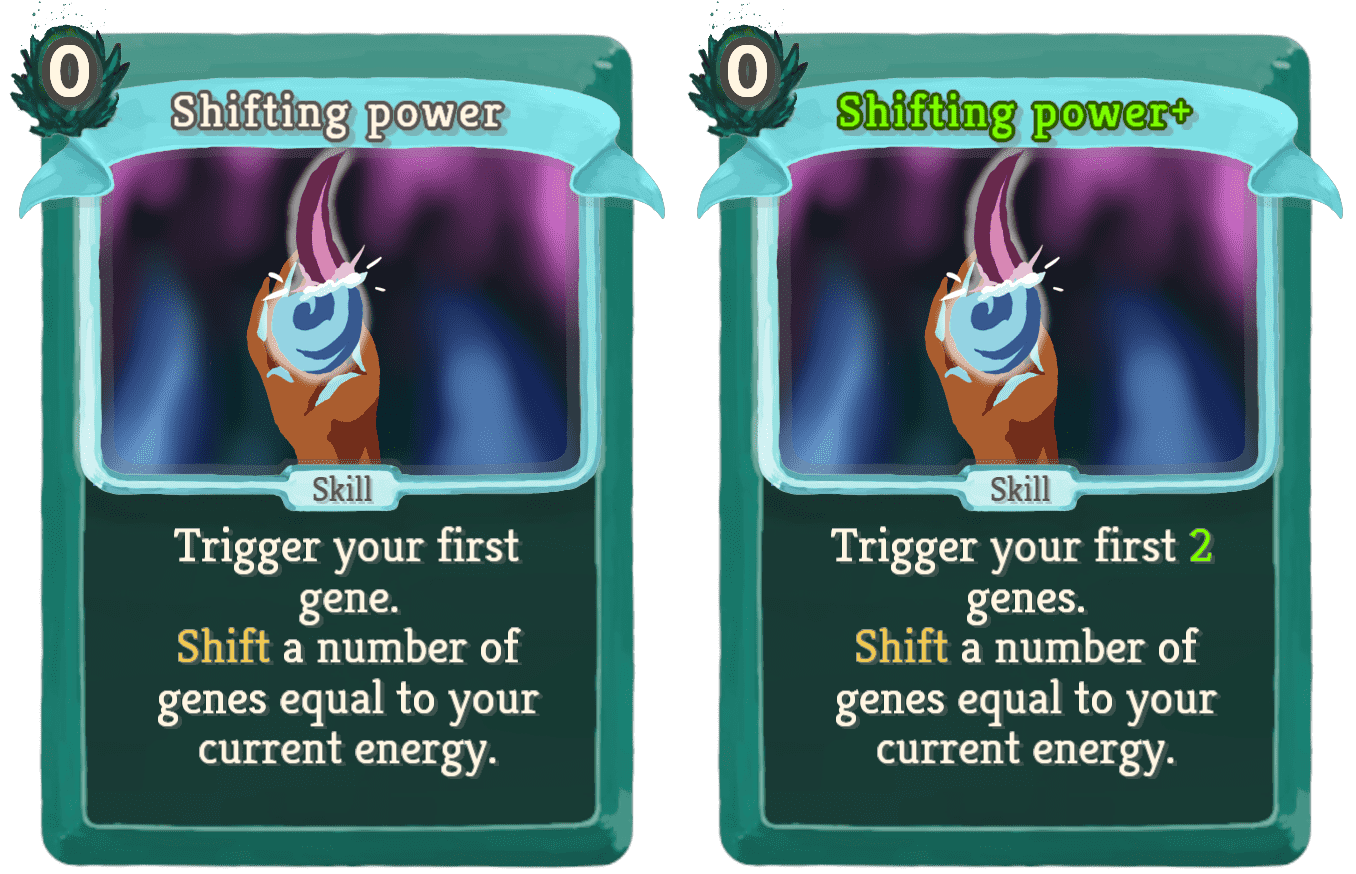 0
Shifting power
Skill
Trigger your first
gene.
Shift a number of
genes equal to your
current energy.
0
Shifting power+
Skill
Trigger your first 2
genes.
Shift a number of
genes equal to your
current energy.